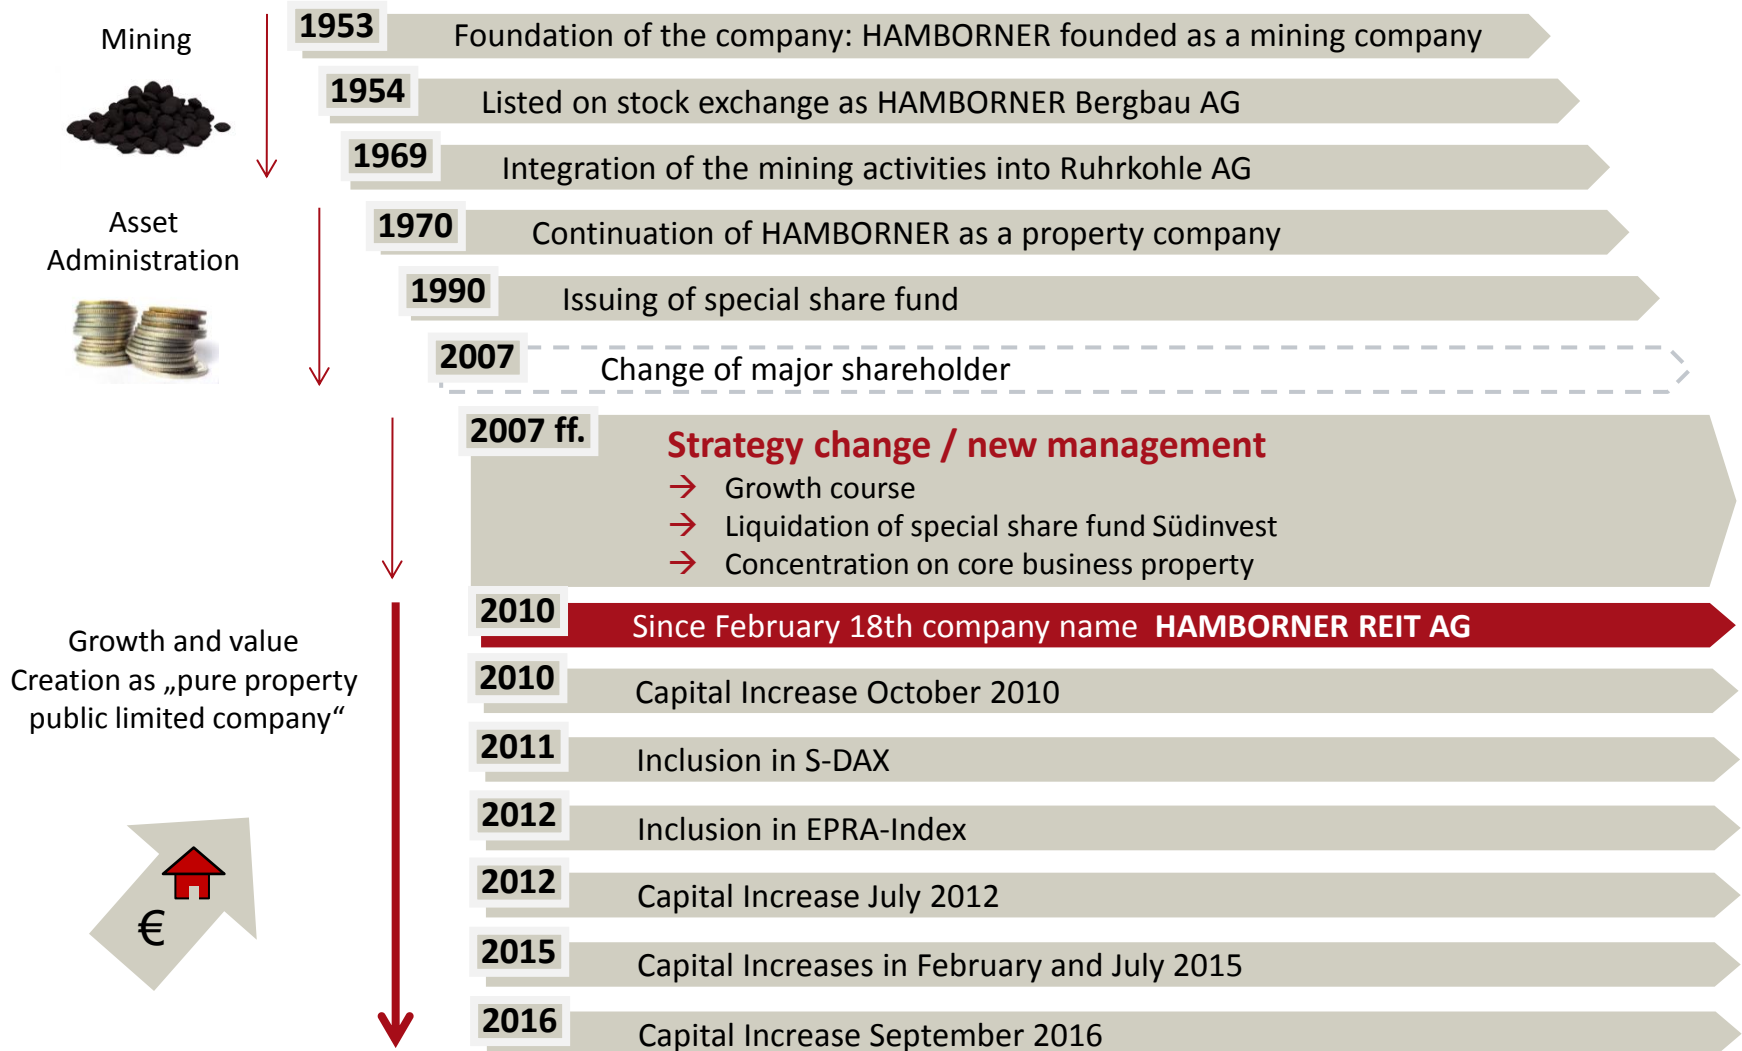 Mining
1953
Foundation of the company: HAMBORNER founded as a mining company
1954
Listed on stock exchange as HAMBORNER Bergbau AG
1969
Integration of the mining activities into Ruhrkohle AG
Asset
Administration
1970
Continuation of HAMBORNER as a property company
1990
Issuing of special share fund
2007
Change of major shareholder
2007 ff.
Strategy change / new management
→ Growth course
→ Liquidation of special share fund Südinvest
→ Concentration on core business property
Growth and value
Creation as „pure property
public limited company“
€
2010
Since February 18th company name HAMBORNER REIT AG
2010
Capital Increase October 2010
2011
Inclusion in S-DAX
2012
Inclusion in EPRA-Index
2012
Capital Increase July 2012
2015
Capital Increases in February and July 2015
2016
Capital Increase September 2016